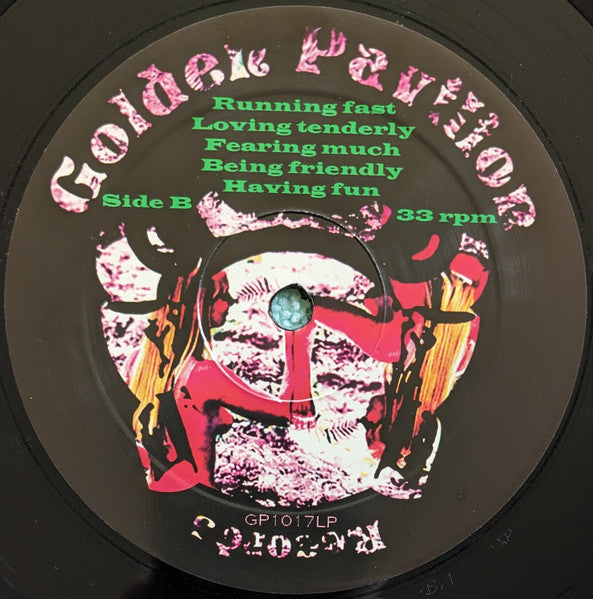 Golden Pavilion
Running fast
Loving tenderly
Fearing much
Being friendly
Having fun
Side B
33 rpm
GP1017LP
Records